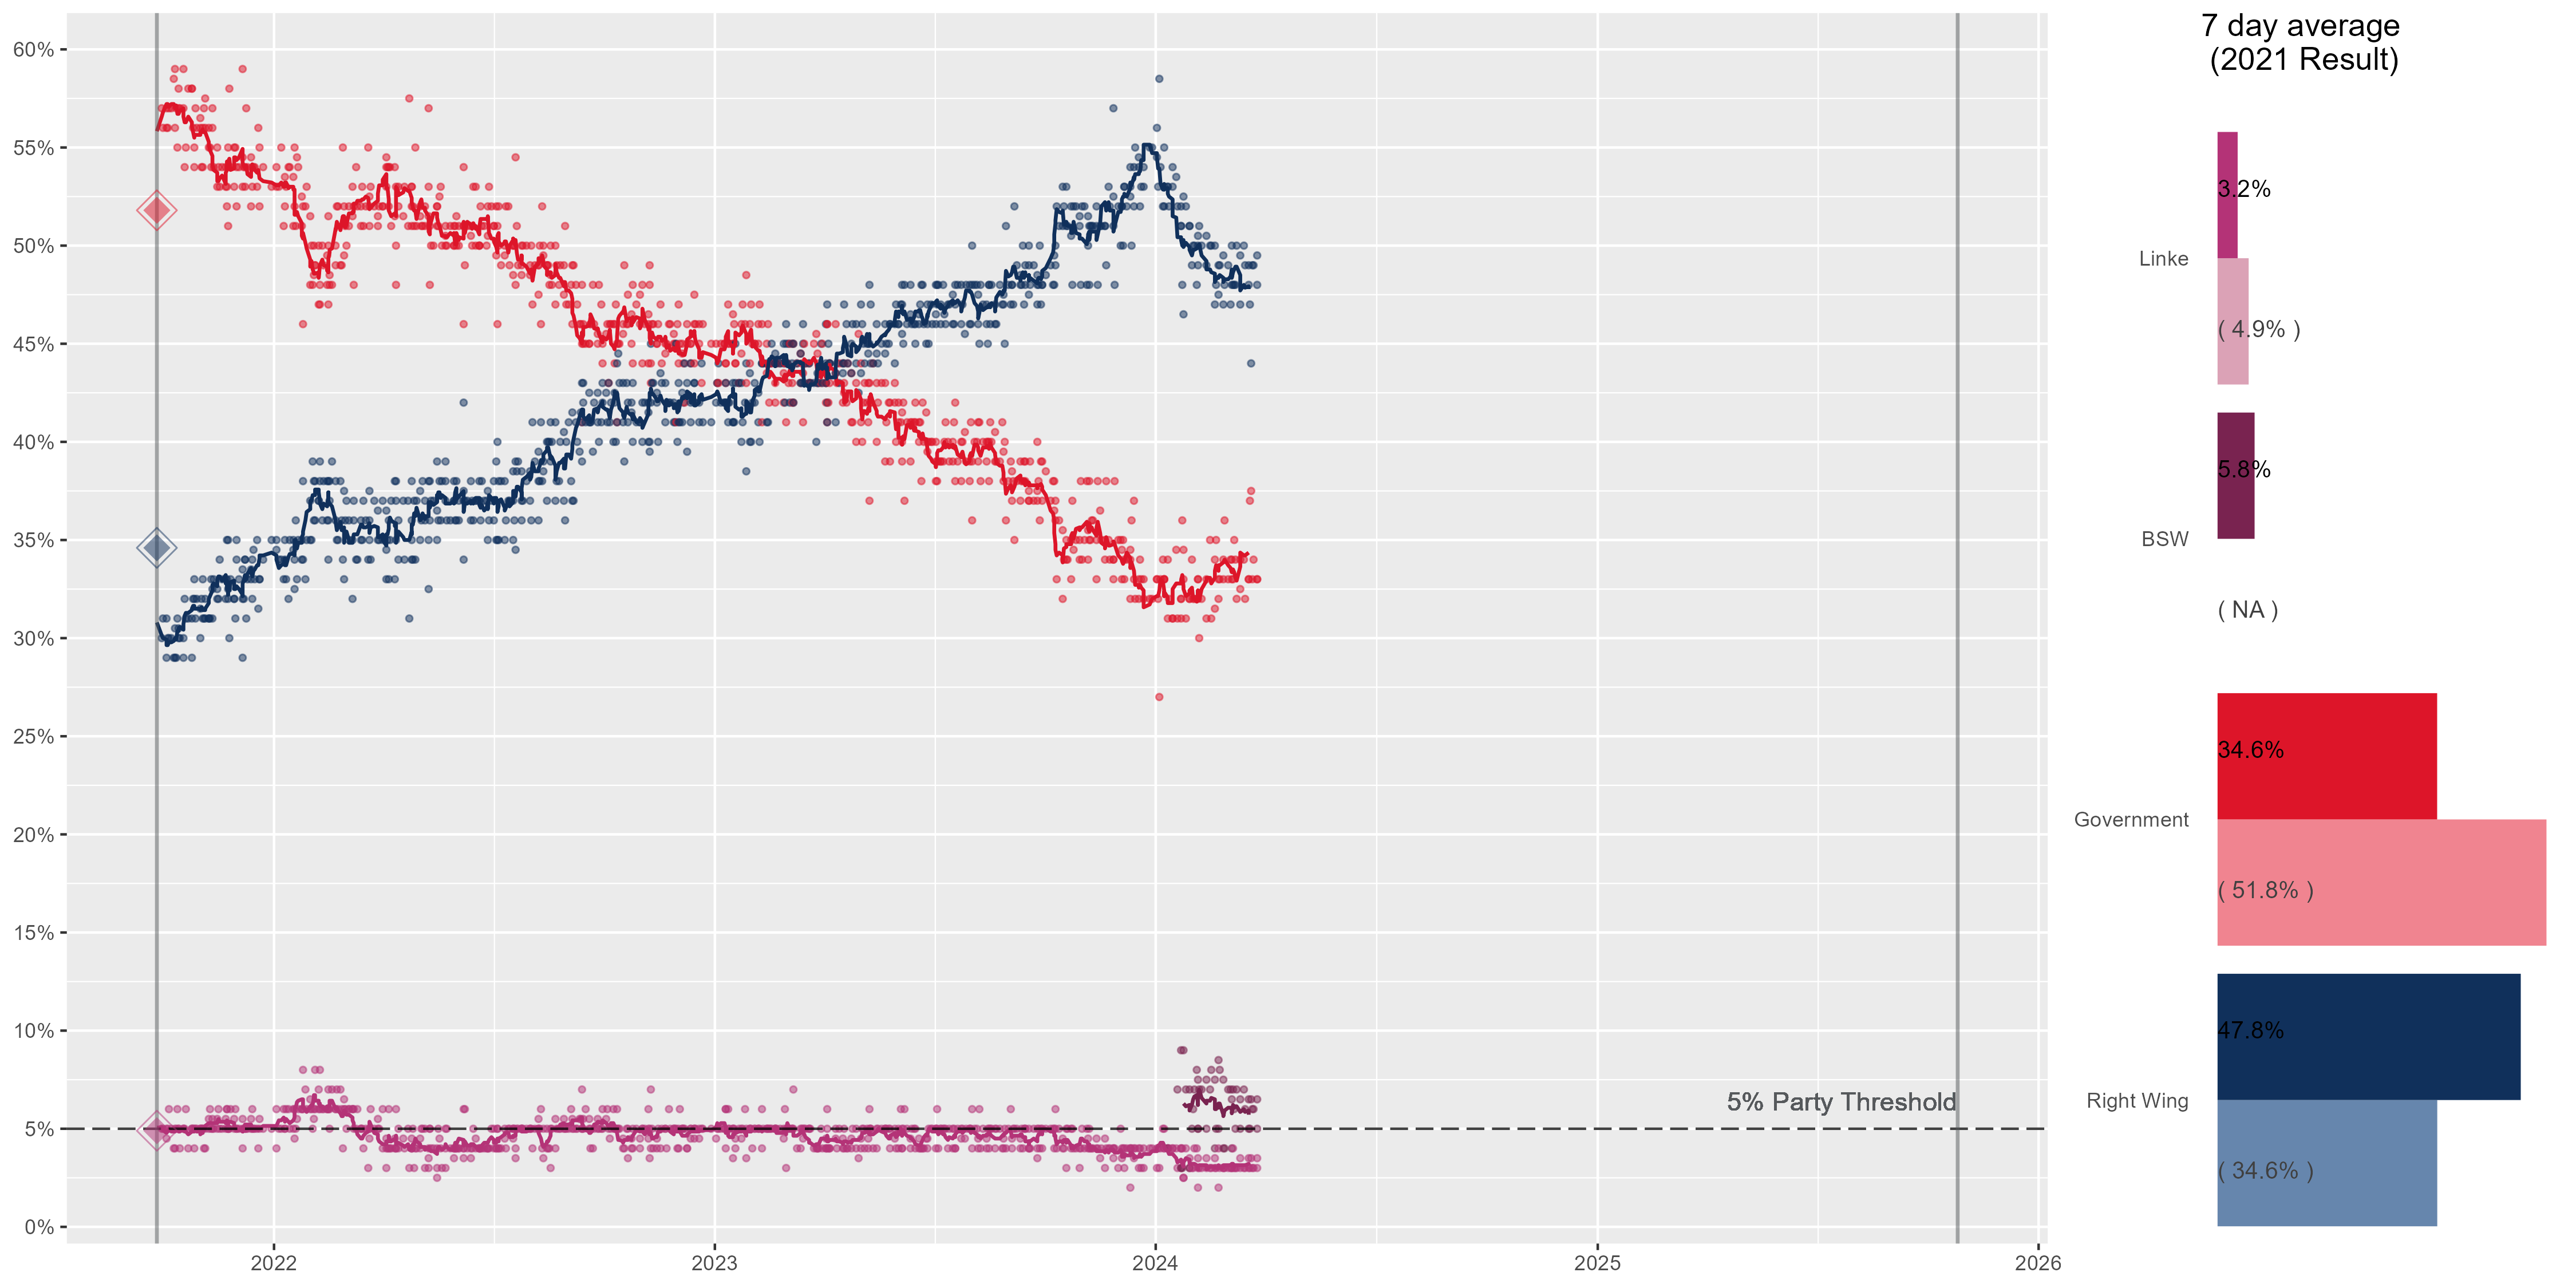 60%
55%
50%
45%
40%
35%
30%
25%
20%
15%
10%
5%
0%
2022
2023
2024
2025
2026
5% Party Threshold
7 day average
(2021 Result)
Linke
3.2%
( 4.9% )
BSW
5.8%
( NA )
Government
34.6%
( 51.8% )
Right Wing
47.8%
( 34.6% )